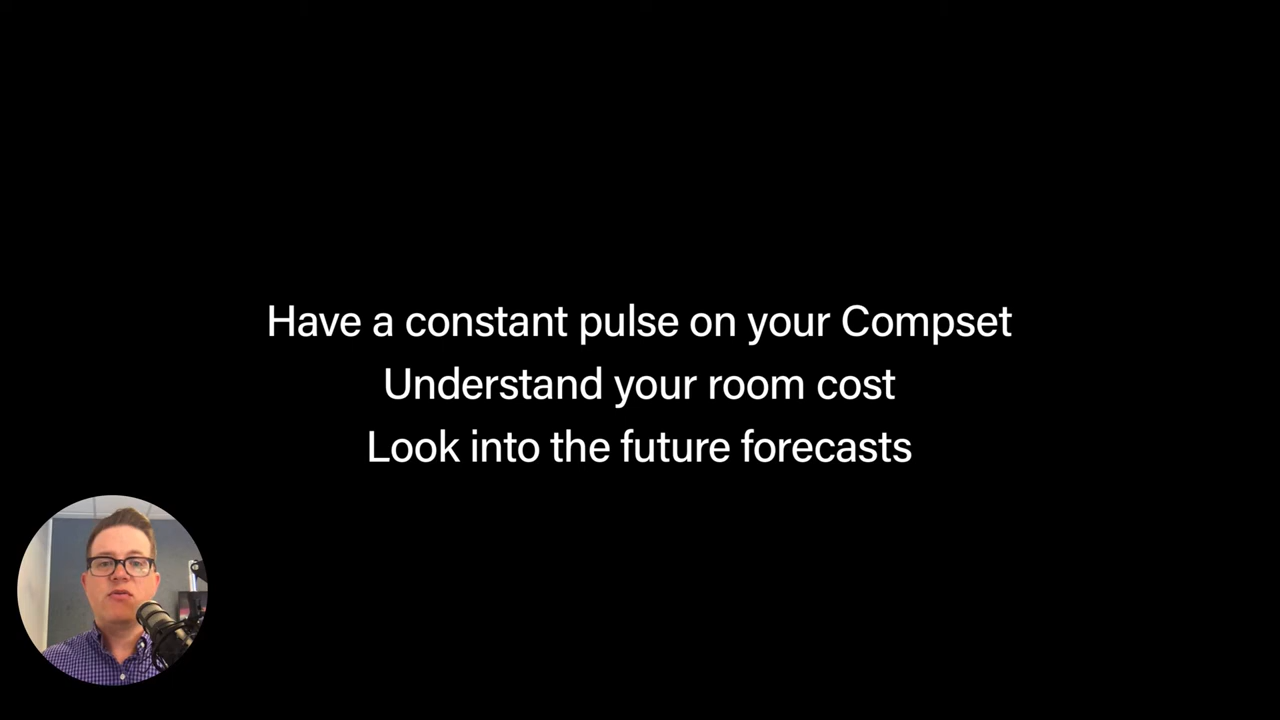 Have a constant pulse on your Compset
Understand your room cost
Look into the future forecasts